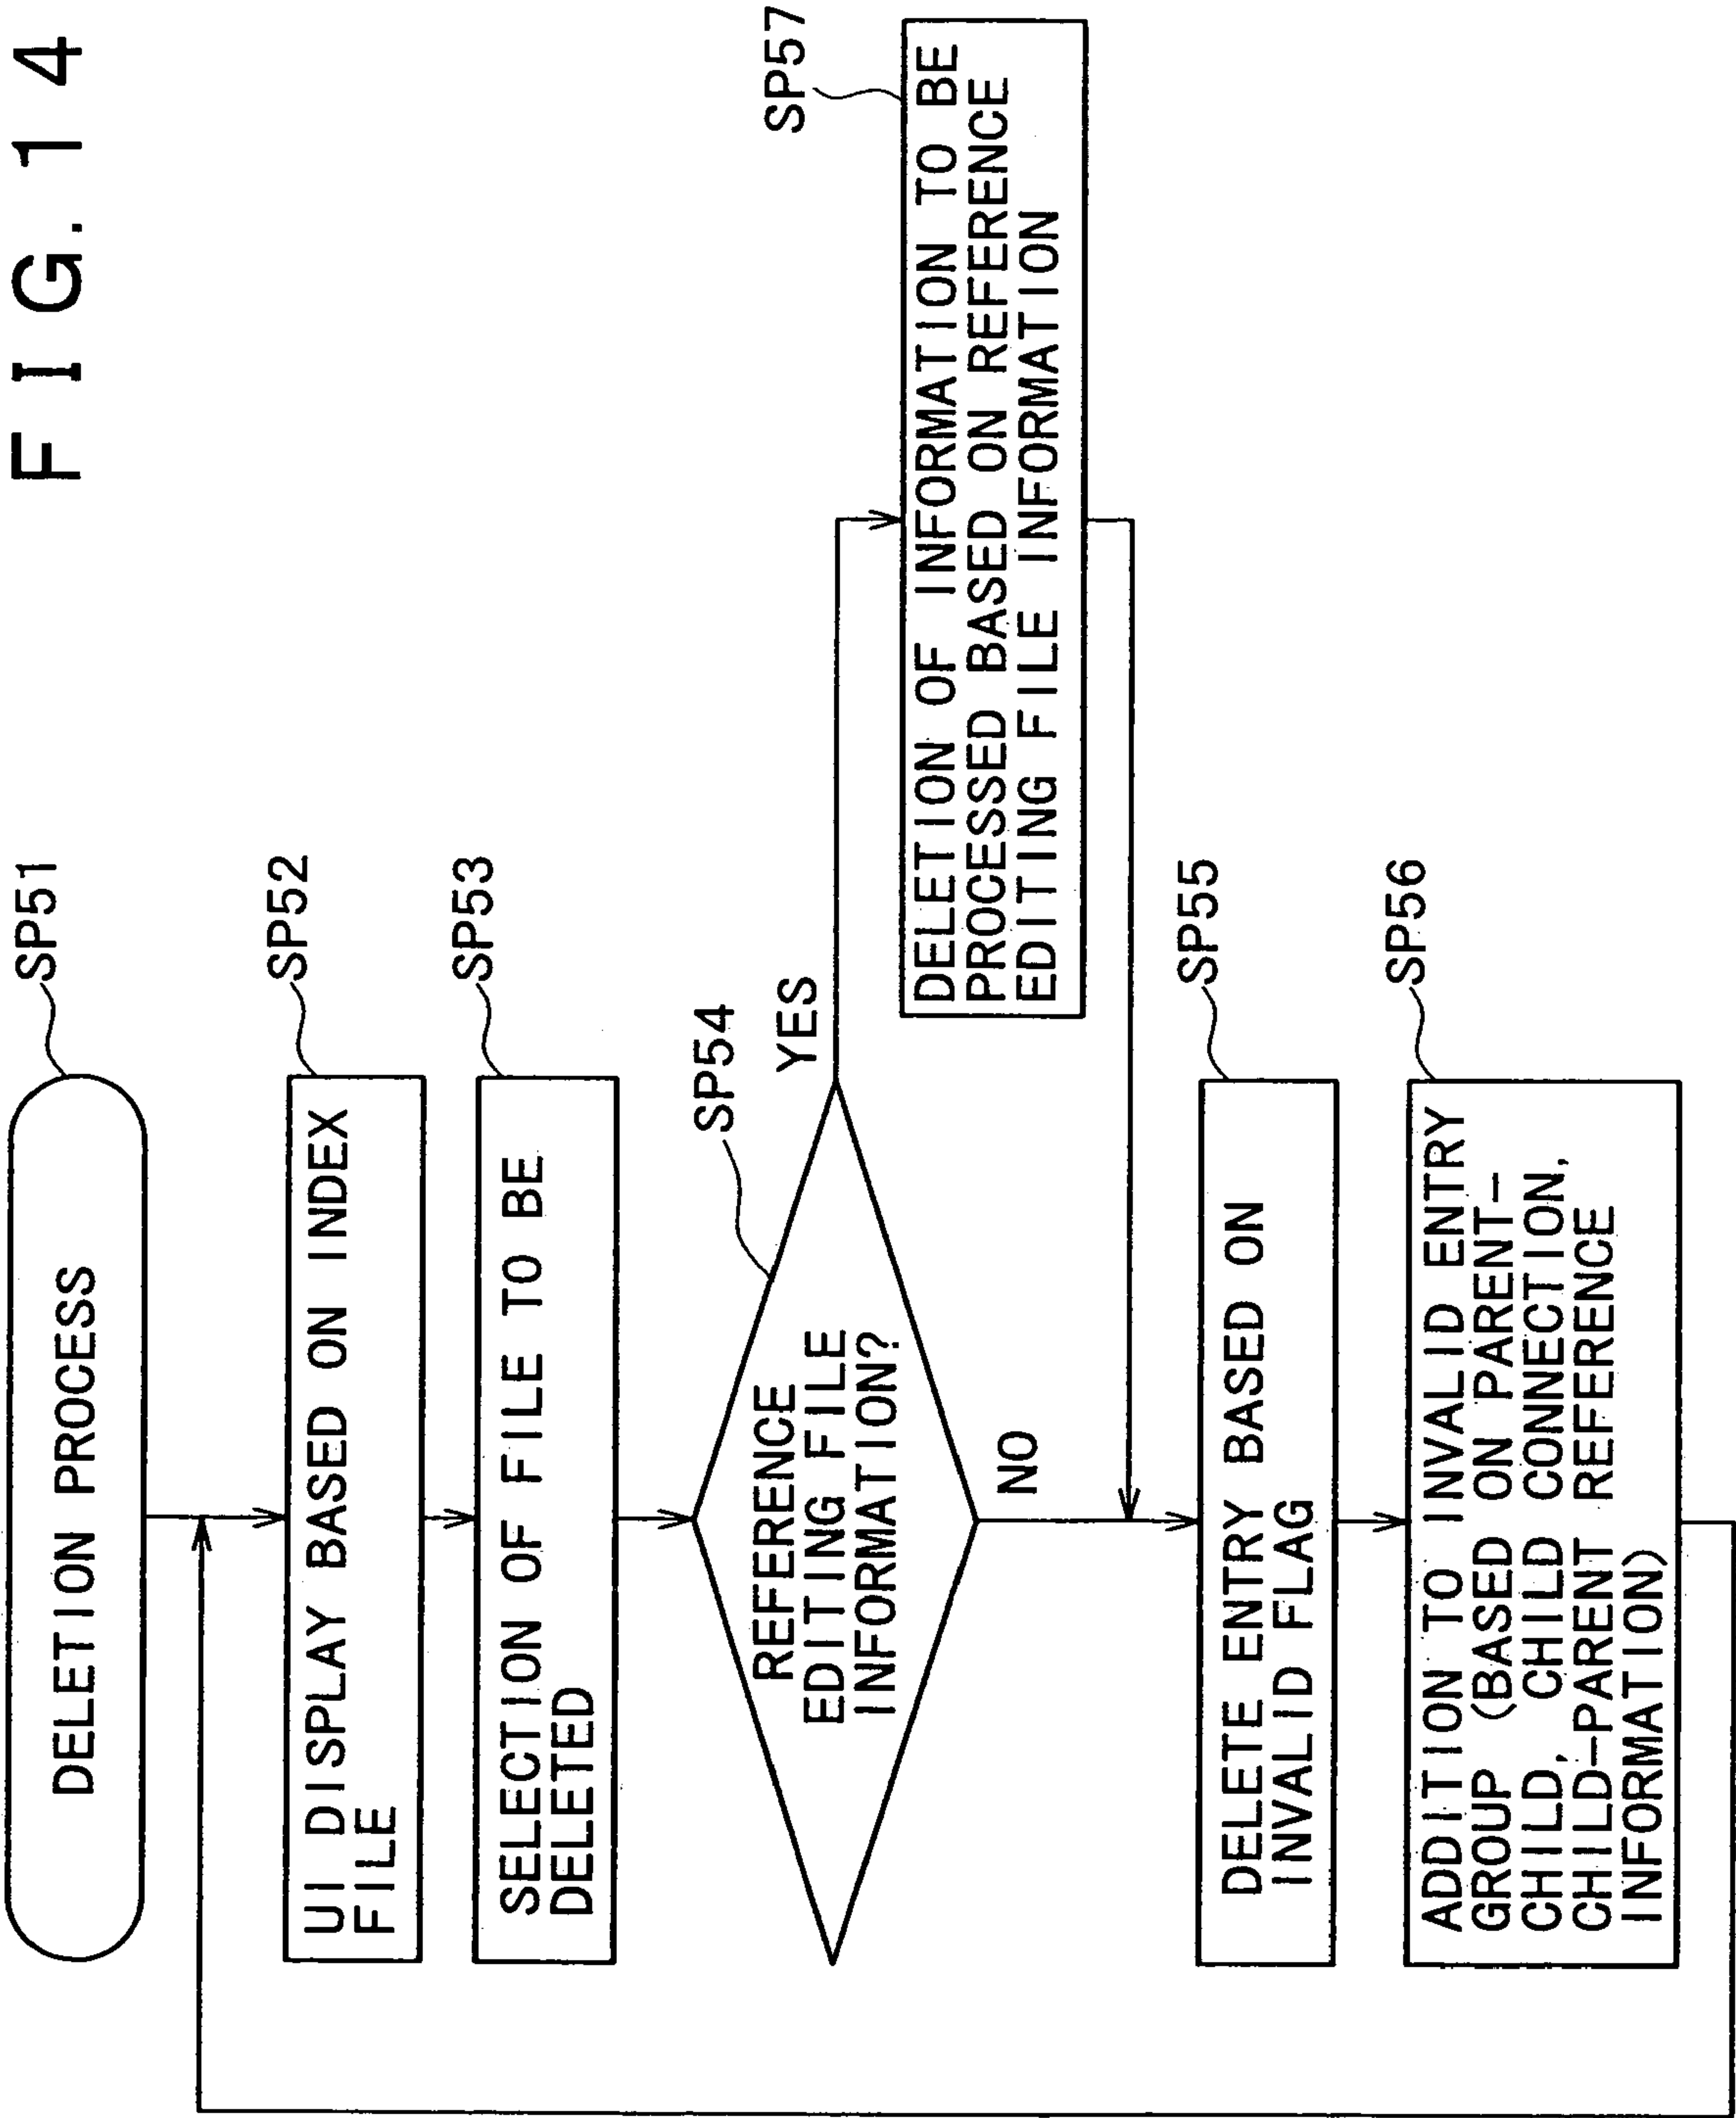 FIG. 14
DELETION PROCESS
SP51
UI DISPLAY BASED ON INDEX
FILE
SP52
SELECTION OF FILE TO BE
DELETED
SP53
REFERENCE
EDITING FILE
INFORMATION?
SP54
YES
NO
DELETION OF INFORMATION TO BE
PROCESSED BASED ON REFERENCE
EDITING FILE INFORMATION
SP57
DELETE ENTRY BASED ON
INVALID FLAG
SP55
ADDITION TO INVALID ENTRY
GROUP (BASED ON PARENT-
CHILD, CHILD CONNECTION,
CHILD-PARENT REFERENCE
INFORMATION)
SP56